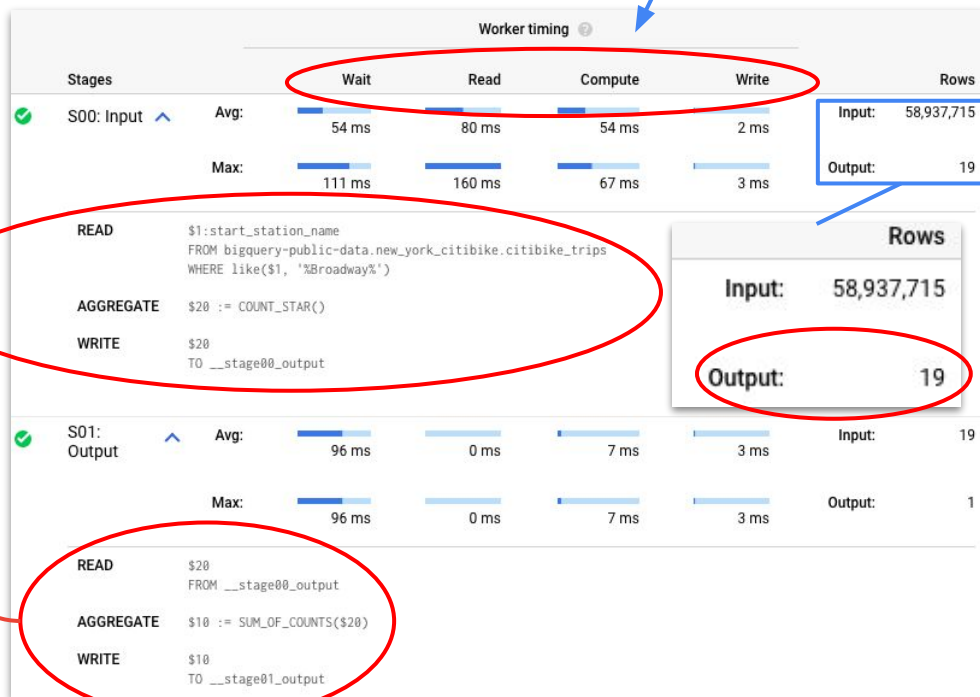 Worker timing
Stages Wait Read Compute Write Rows
S00: Input Avg: 54 ms 80 ms 54 ms 2 ms Input: 58,937,715
Max: 111 ms 160 ms 67 ms 3 ms Output: 19
READ $1:start_station_name
FROM bigquery-public-data.new_york_citibike.citibike_trips
WHERE like($1, '%Broadway%')
AGGREGATE $20 := COUNT_STAR()
WRITE $20
TO __stage00_output
Rows
Input: 58,937,715
Output: 19
S01: Avg: 96 ms 0 ms 7 ms 3 ms Input: 19
Output
Max: 96 ms 0 ms 7 ms 3 ms Output: 1
READ $20
FROM __stage00_output
AGGREGATE $10 := SUM_OF_COUNTS($20)
WRITE $10
TO __stage01_output